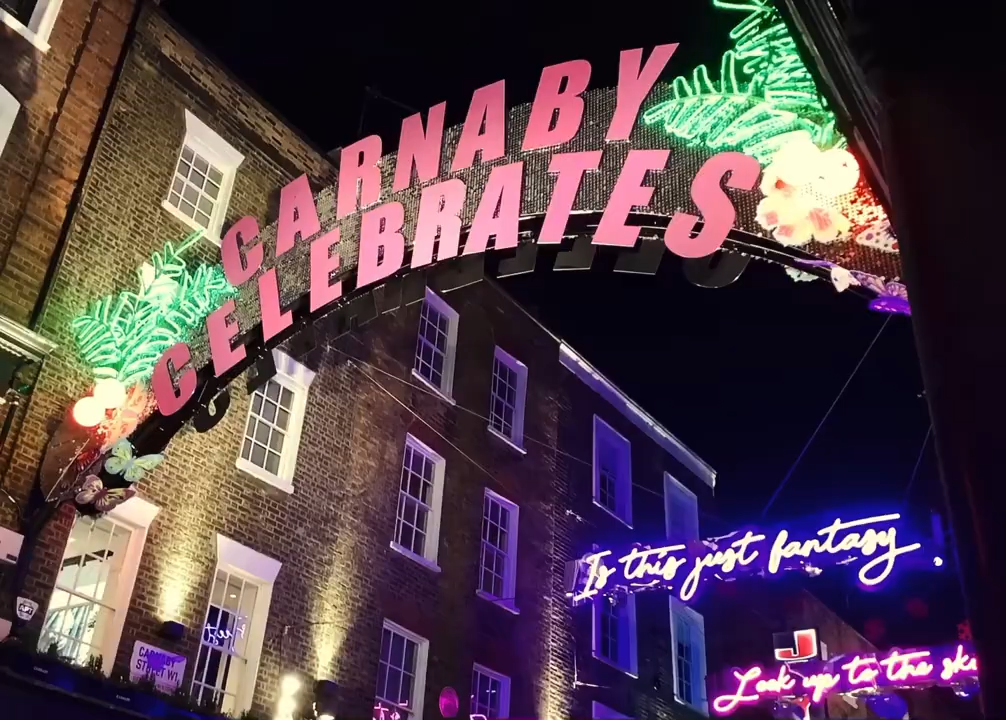 CARNABY
CELEBRATES
Is this just fantasy
J
Look up to the
CARNABY
STREET W1